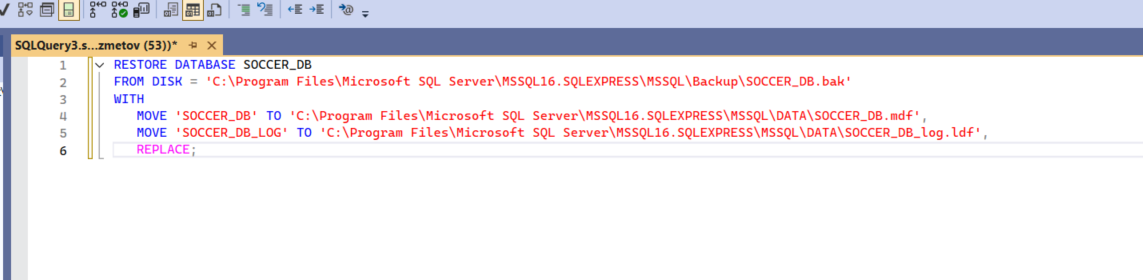 SQLQuery3.s...zmetov (53))*
1 RESTORE DATABASE SOCCER_DB
2 FROM DISK = 'C:\Program Files\Microsoft SQL Server\MSSQL16.SQLEXPRESS\MSSQL\Backup\SOCCER_DB.bak'
3 WITH
4 MOVE 'SOCCER_DB' TO 'C:\Program Files\Microsoft SQL Server\MSSQL16.SQLEXPRESS\MSSQL\DATA\SOCCER_DB.mdf',
5 MOVE 'SOCCER_DB_LOG' TO 'C:\Program Files\Microsoft SQL Server\MSSQL16.SQLEXPRESS\MSSQL\DATA\SOCCER_DB_log.ldf',
6 REPLACE;